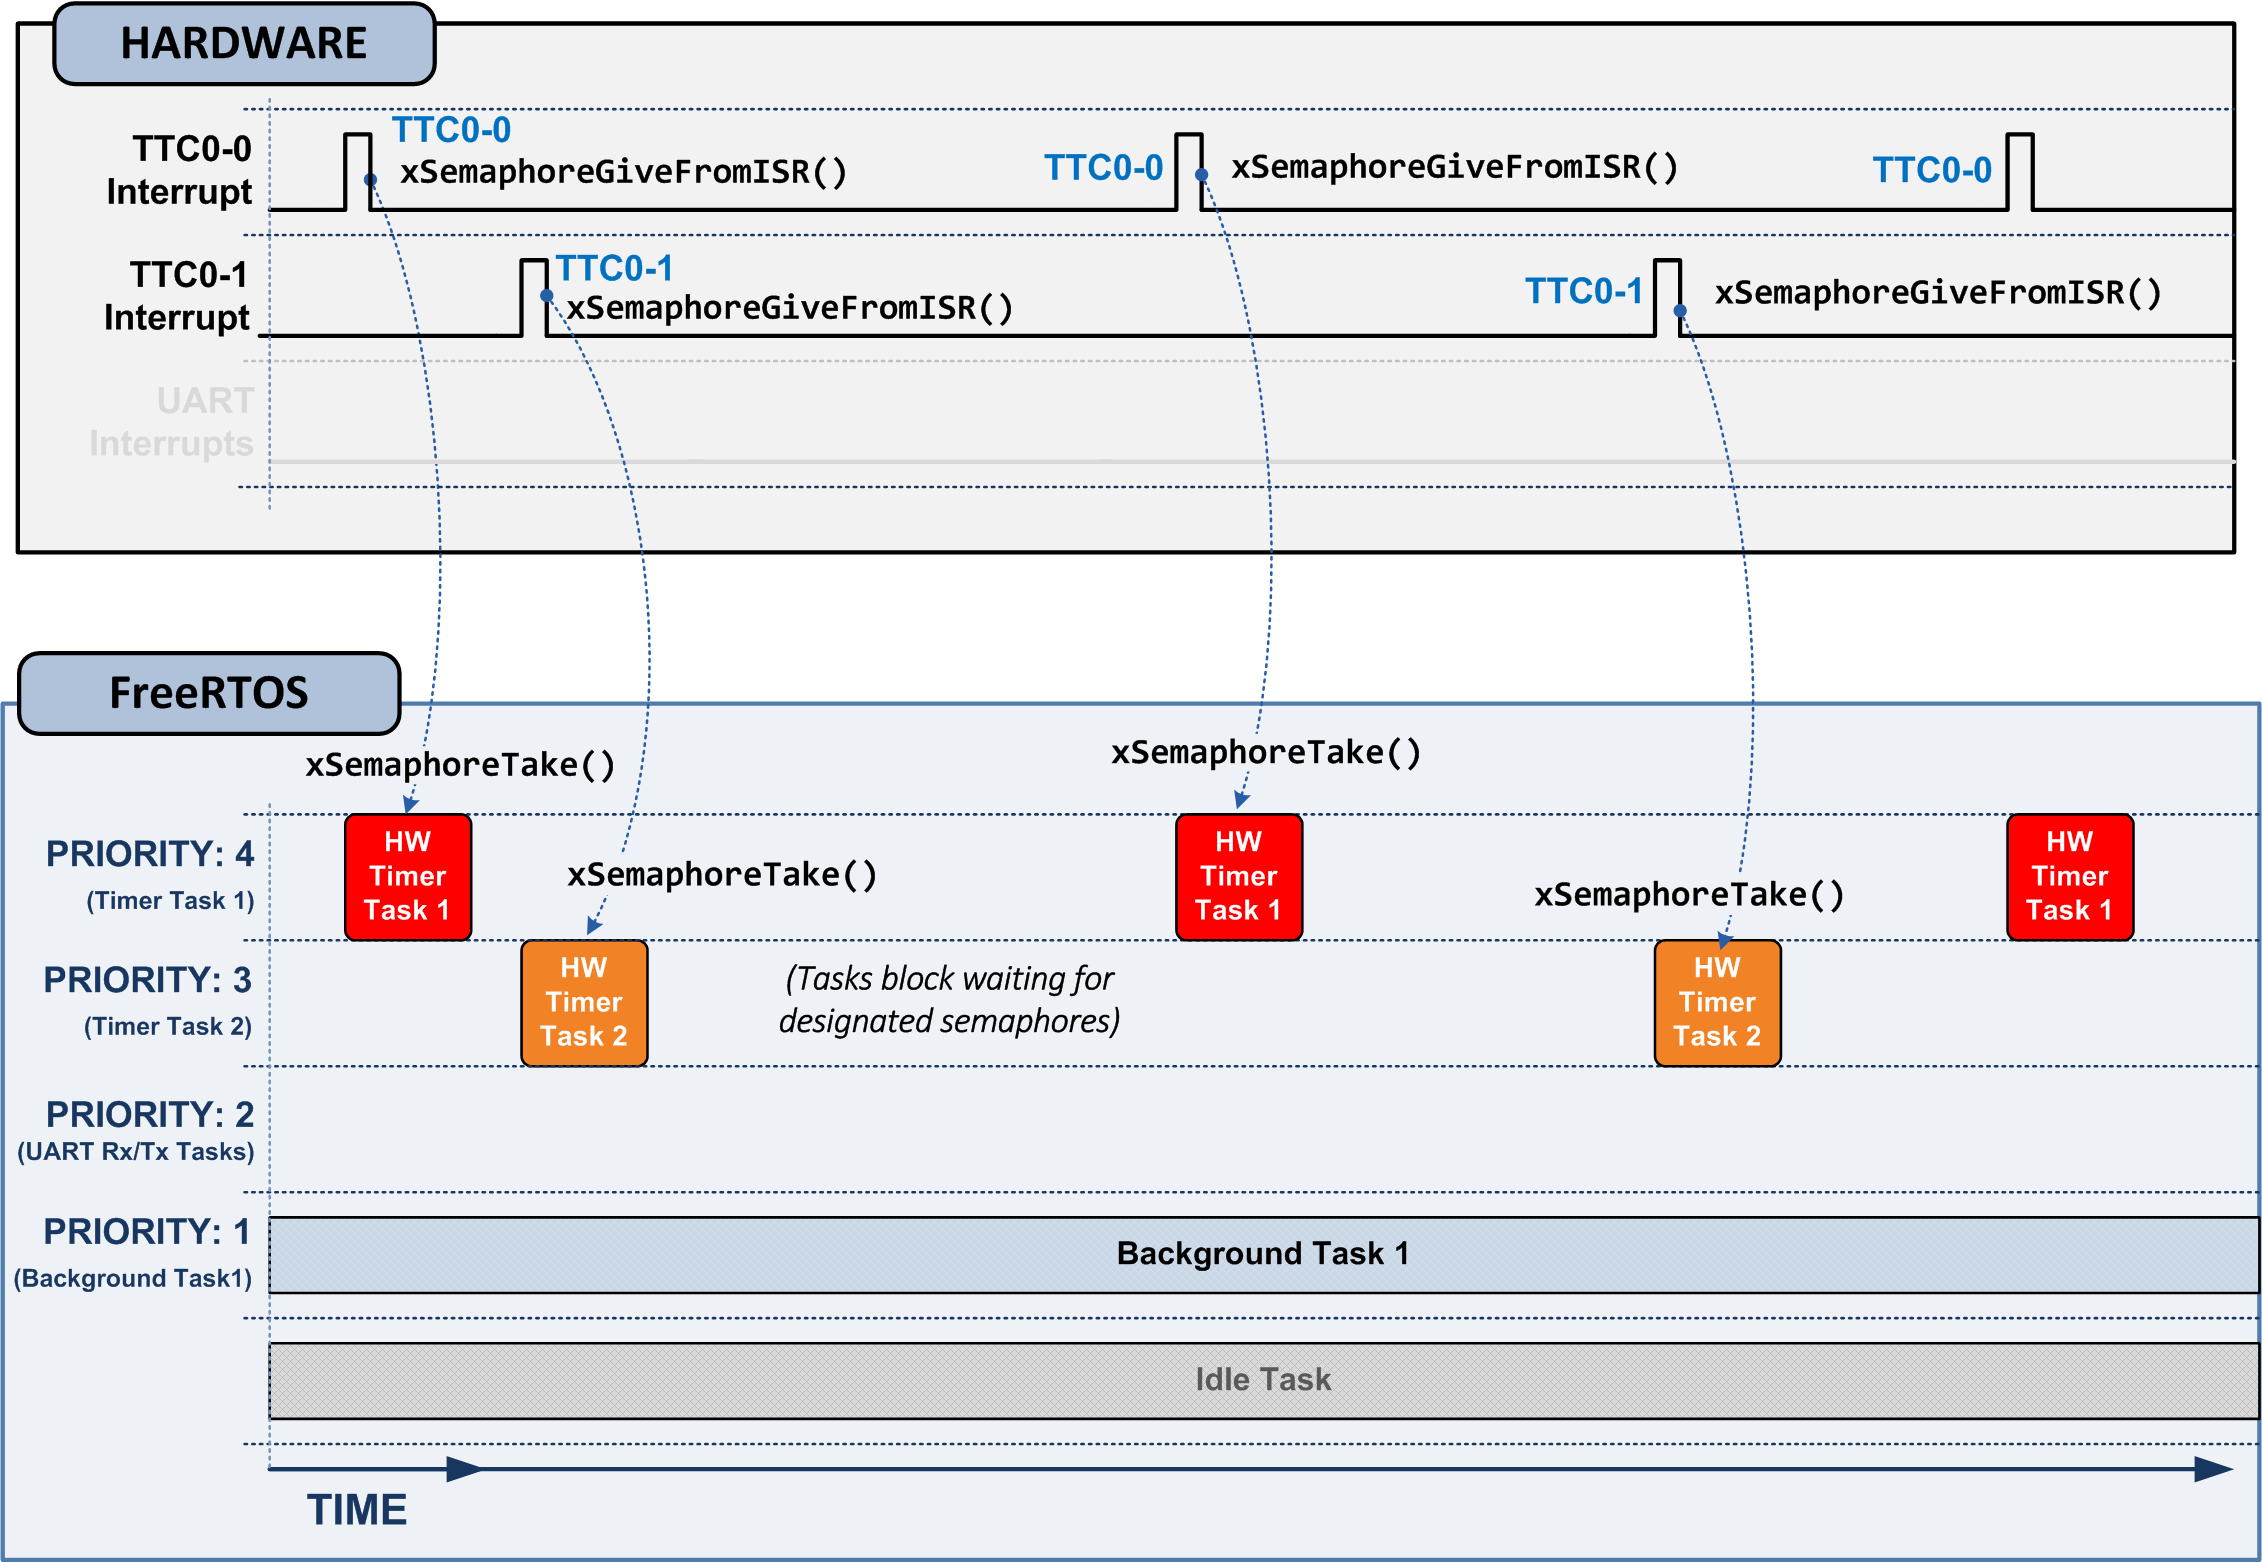 HARDWARE
TTC0-0
Interrupt
TTC0-0
xSemaphoreGiveFromISR()
TTC0-0
xSemaphoreGiveFromISR()
TTC0-0
TTC0-1
Interrupt
TTC0-1
xSemaphoreGiveFromISR()
TTC0-1
xSemaphoreGiveFromISR()
UART
Interrupts
FreeRTOS
xSemaphoreTake()
xSemaphoreTake()
PRIORITY: 4
(Timer Task 1)
HW
Timer
Task 1
xSemaphoreTake()
HW
Timer
Task 1
xSemaphoreTake()
HW
Timer
Task 1
PRIORITY: 3
(Timer Task 2)
HW
Timer
Task 2
(Tasks block waiting for
designated semaphores)
HW
Timer
Task 2
PRIORITY: 2
(UART Rx/Tx Tasks)
PRIORITY: 1
(Background Task1)
Background Task 1
Idle Task
TIME